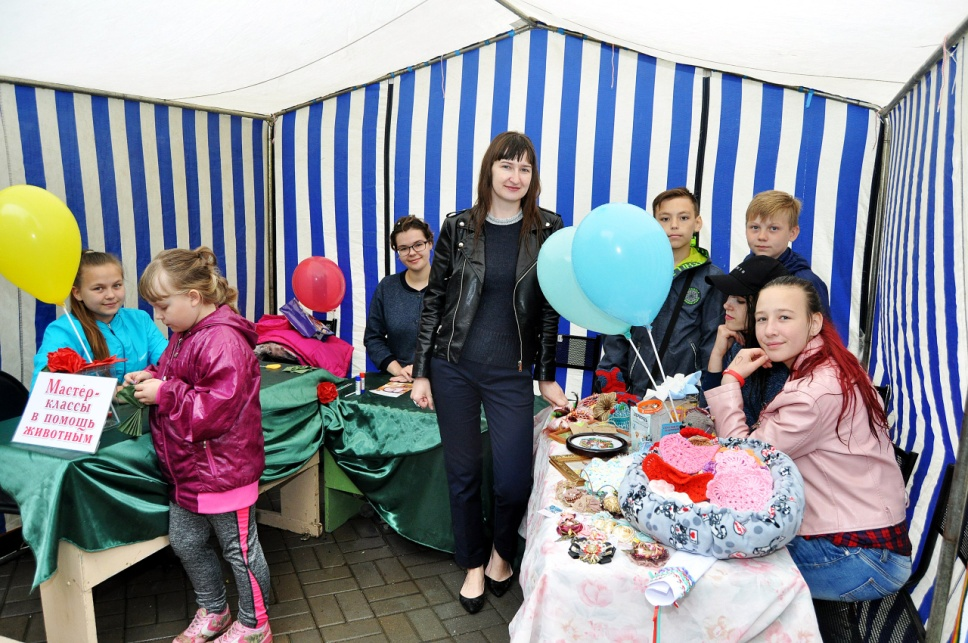 Мастер-
классы
в помощь
животным